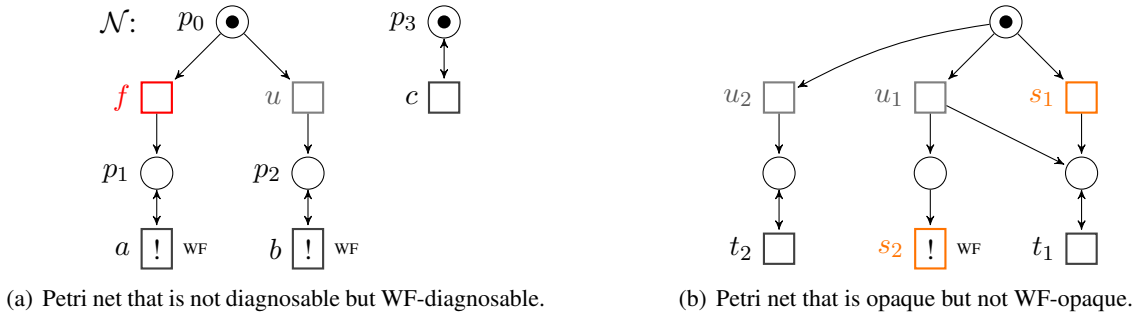 𝒩: p₀ p₃
f u c
p₁ p₂
a ! WF b ! WF
(a) Petri net that is not diagnosable but WF-diagnosable.
u₂ u₁ s₁
t₂ s₂ ! WF t₁
(b) Petri net that is opaque but not WF-opaque.